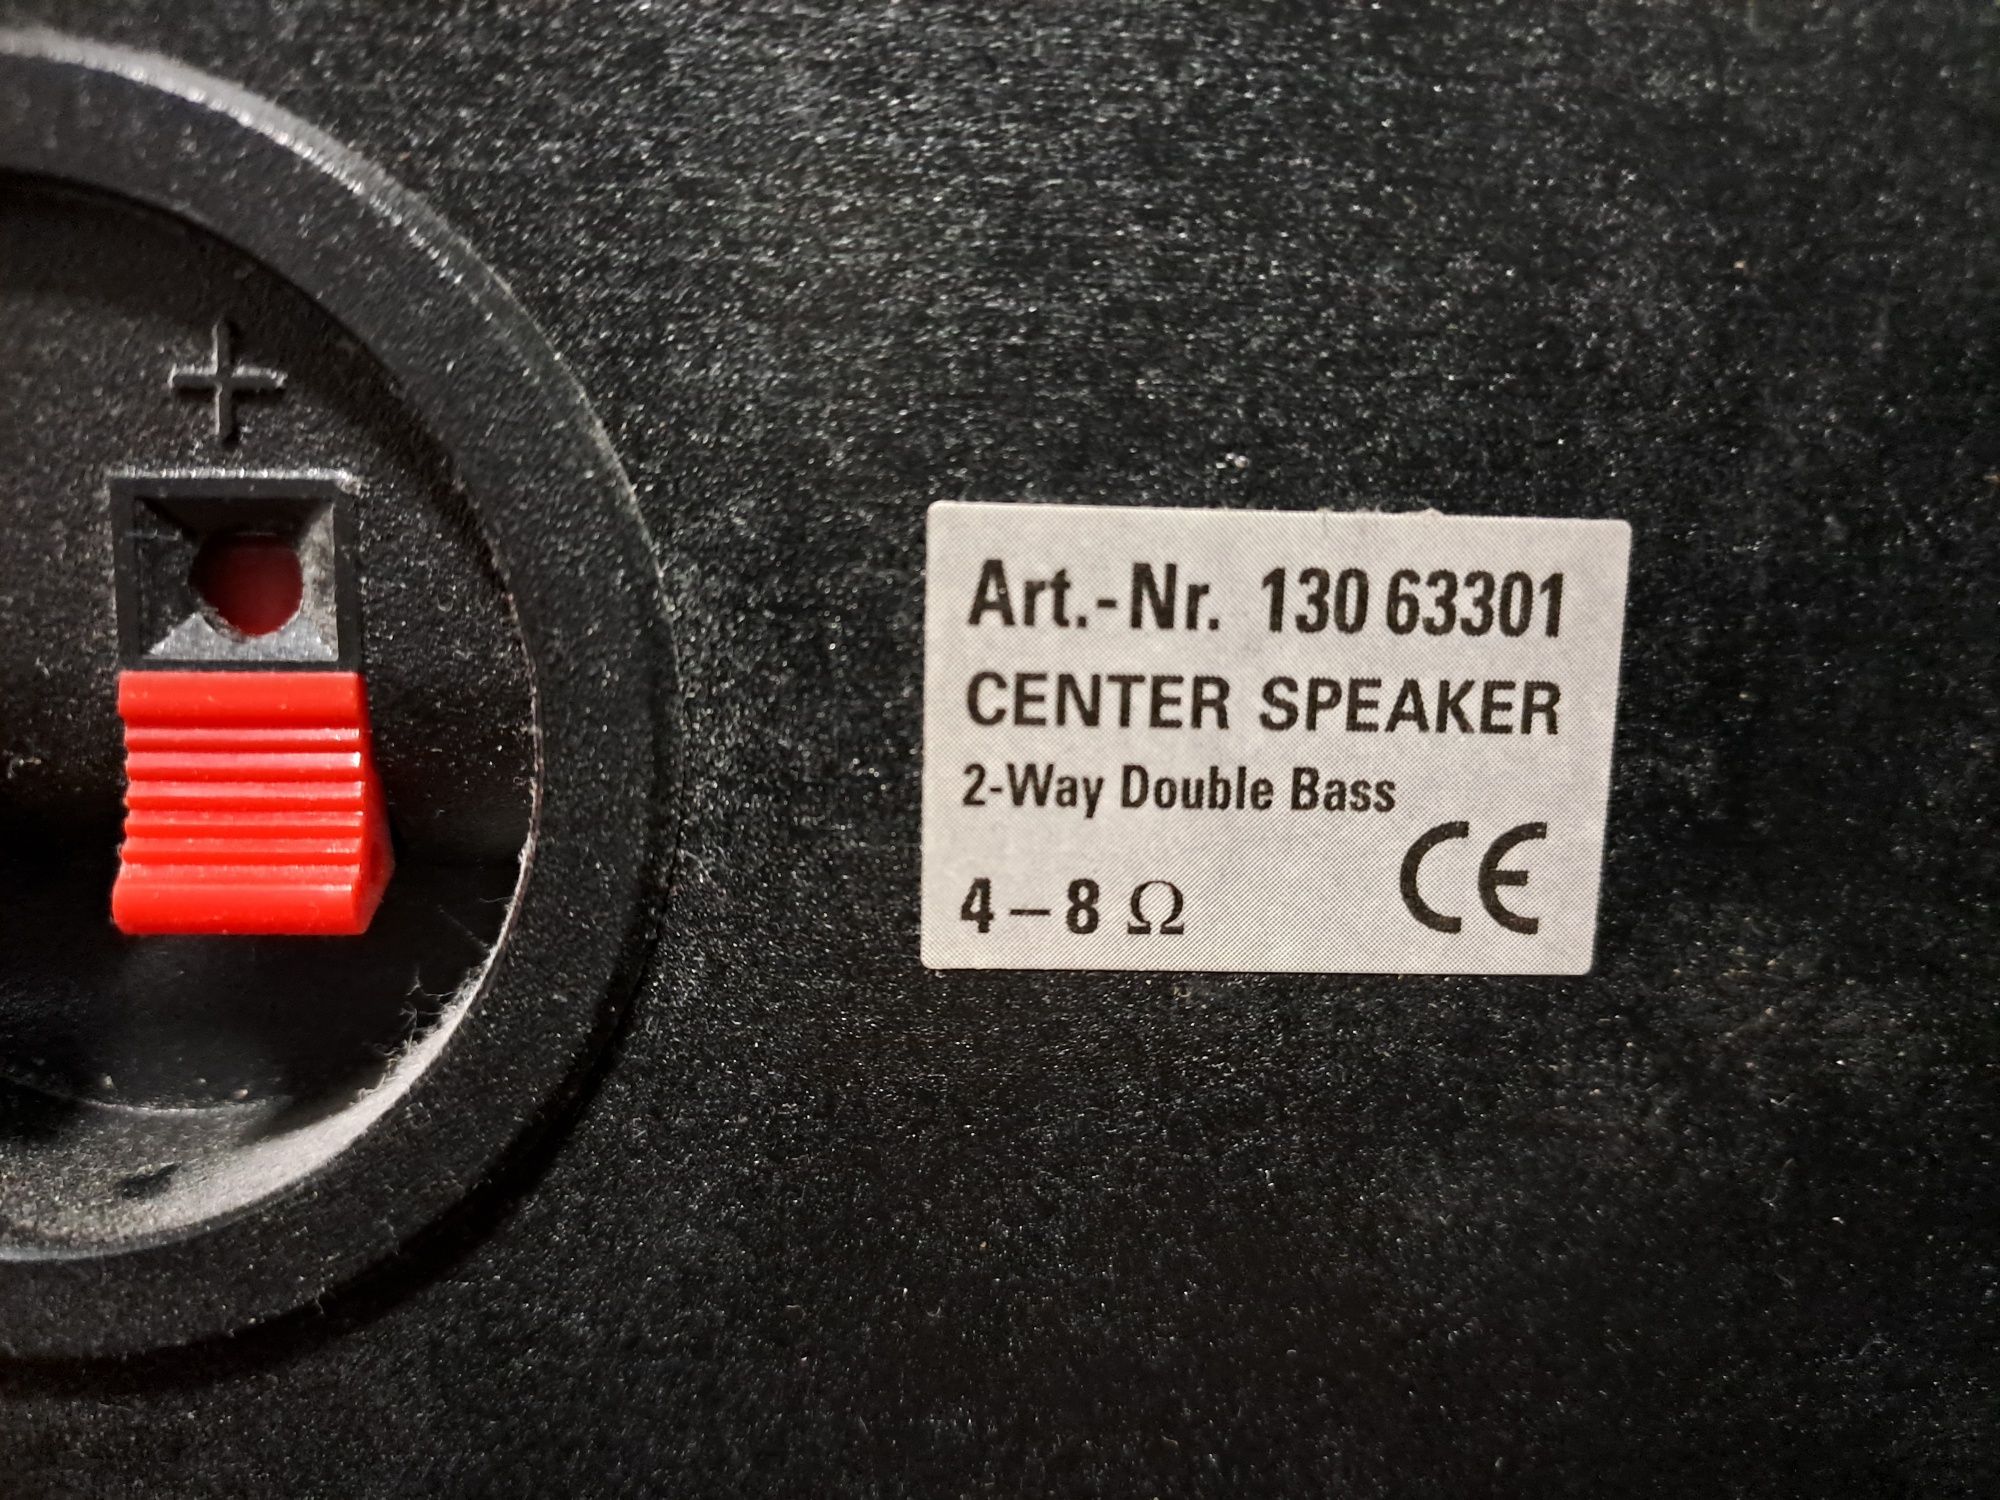 +
Art.-Nr. 130 63301
CENTER SPEAKER
2-Way Double Bass
4 – 8 Ω CE